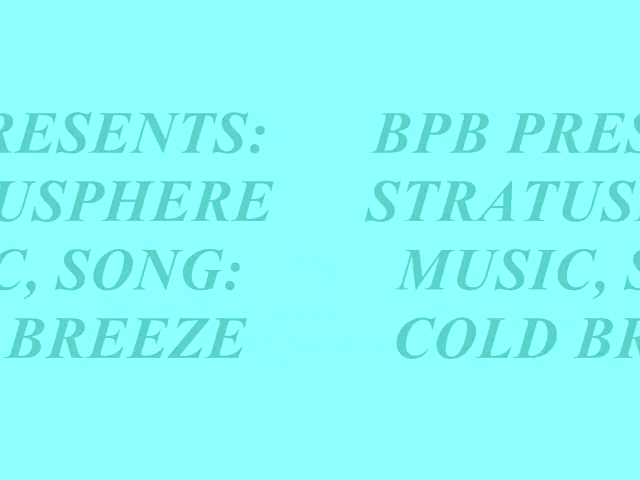 RESENTS: BPB PRES
USPHERE STRATUS
C, SONG: MUSIC, S
BREEZE COLD BR